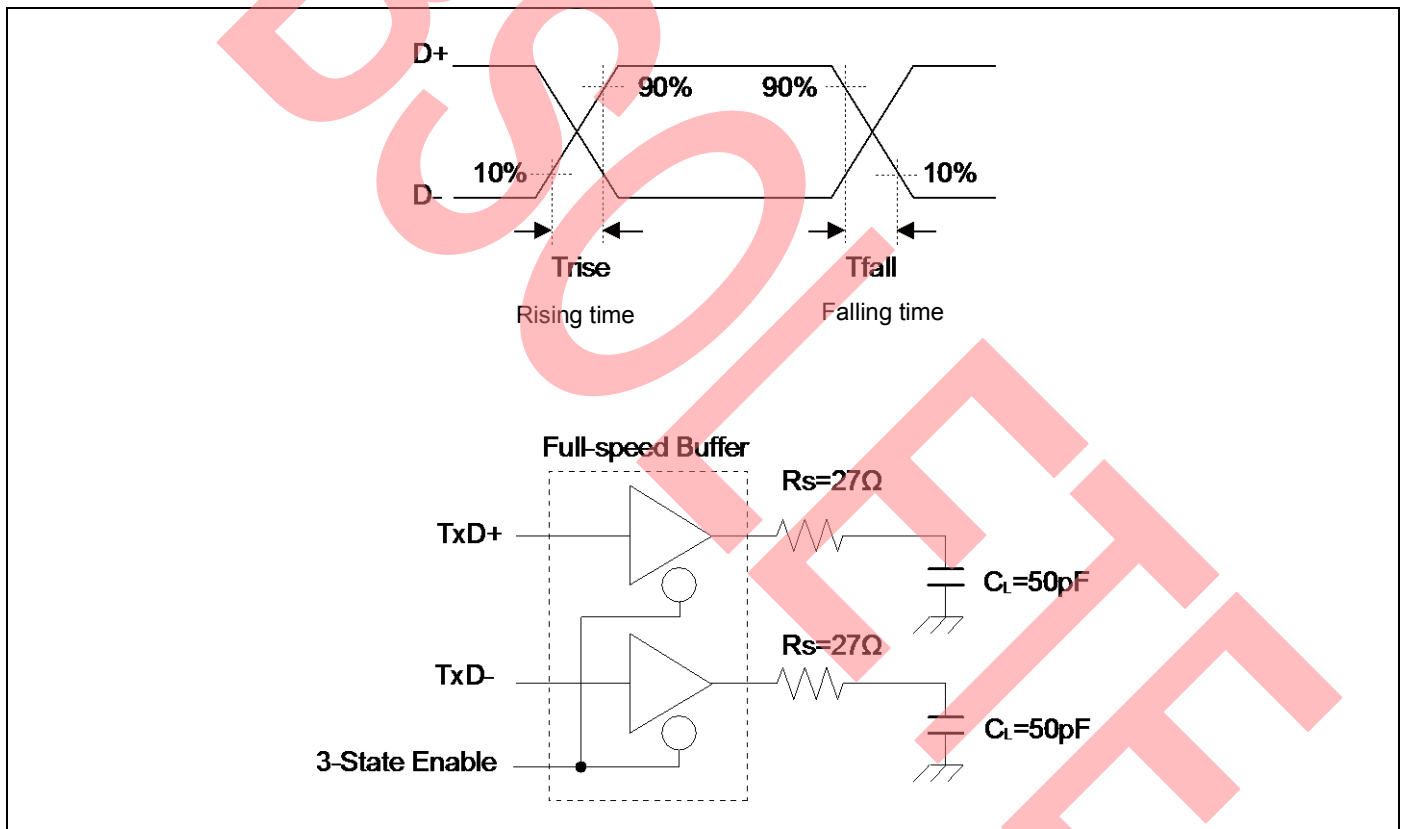 D+
90%
90%
10%
10%
D-
Trise
Tfall
Rising time
Falling time
Full-speed Buffer
Rs=27Ω
TxD+
CL=50pF
Rs=27Ω
TxD-
CL=50pF
3-State Enable
OBSOLETE